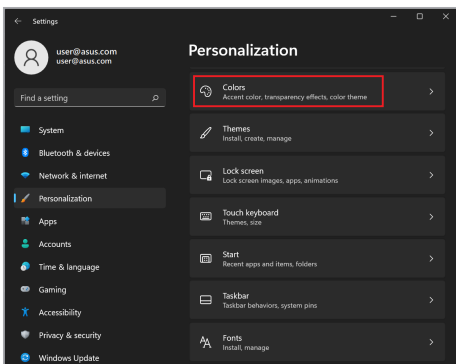 Settings
user@asus.com
user@asus.com
Find a setting
System
Bluetooth & devices
Network & internet
Personalization
Apps
Accounts
Time & language
Gaming
Accessibility
Privacy & security
Windows Update
Personalization
Colors
Accent color, transparency effects, color theme
Themes
Install, create, manage
Lock screen
Lock screen images, apps, animations
Touch keyboard
Themes, size
Start
Recent apps and items, folders
Taskbar
Taskbar behaviors, system pins
Fonts
Install, manage